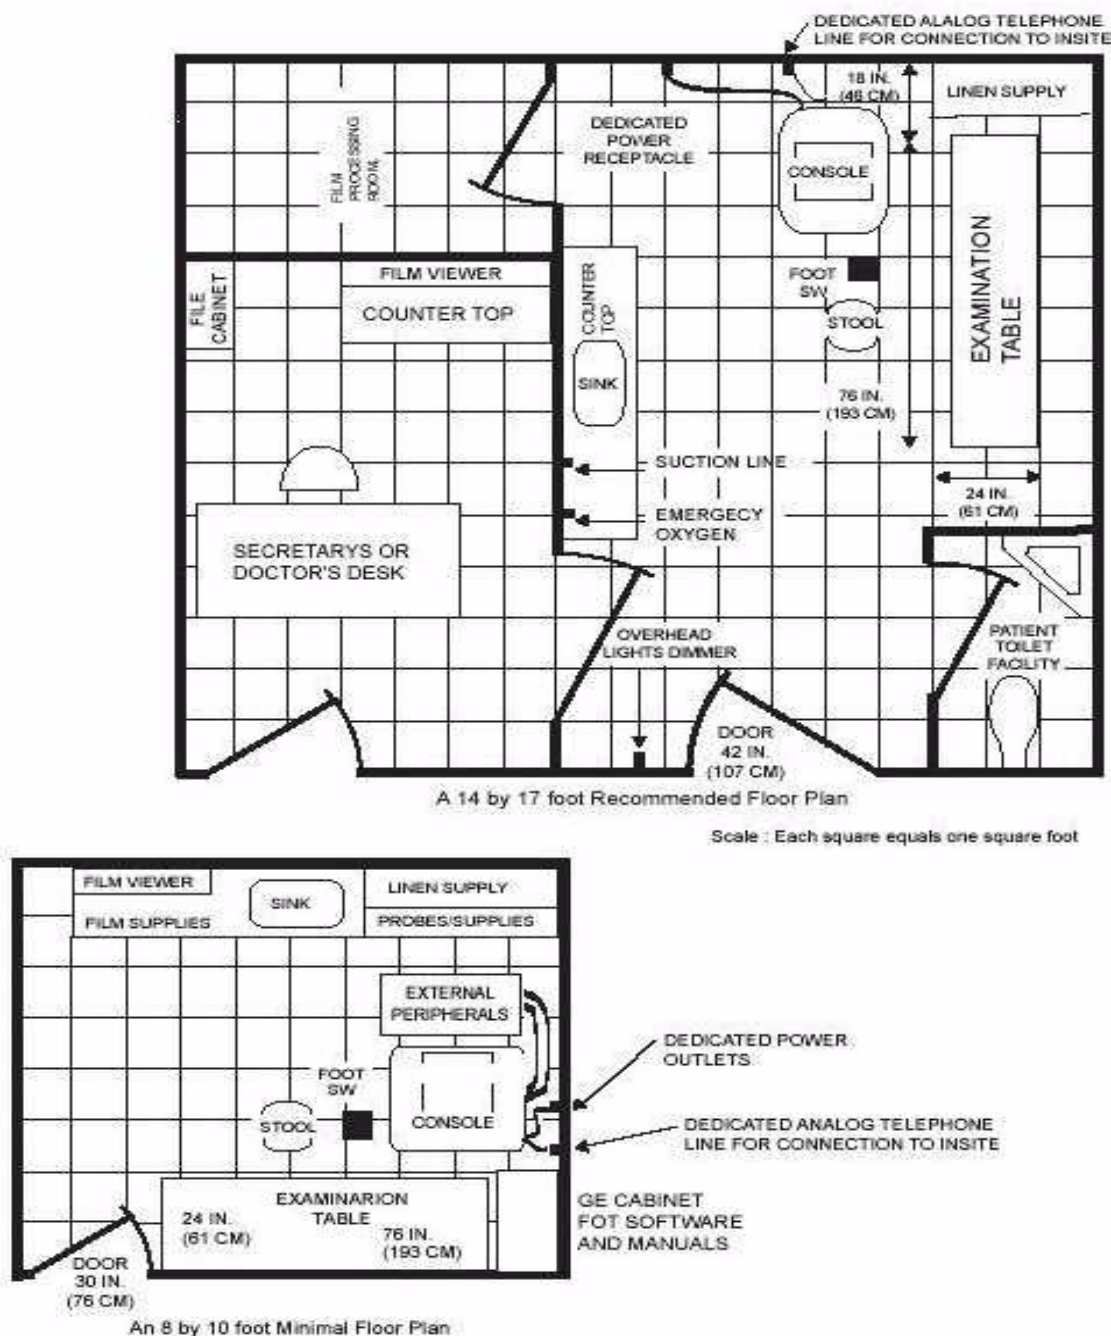 DEDICATED ALALOG TELEPHONE
LINE FOR CONNECTION TO INSITE
18 IN.
(46 CM)
LINEN SUPPLY
FILM
PROCESSING
ROOM,
DEDICATED
POWER
RECEPTACLE
CONSOLE
FILE
CABINET
FILM VIEWER
COUNTER TOP
COUNTER
TOP
SINK
FOOT
SW
STOOL
EXAMINATION
TABLE
76 IN.
(193 CM)
SUCTION LINE
24 IN.
(61 CM)
EMERGECY
OXYGEN
SECRETARYS OR
DOCTOR'S DESK
OVERHEAD
LIGHTS DIMMER
PATIENT
TOILET
FACILITY
DOOR
42 IN.
(107 CM)
A 14 by 17 foot Recommended Floor Plan
Scale : Each square equals one square foot
FILM VIEWER
FILM SUPPLIES
SINK
LINEN SUPPLY
PROBES/SUPPLIES
EXTERNAL
PERIPHERALS
FOOT
SW
STOOL
CONSOLE
DEDICATED POWER
OUTLETS
DEDICATED ANALOG TELEPHONE
LINE FOR CONNECTION TO INSITE
EXAMINARION
TABLE
24 IN.
(61 CM)
76 IN.
(193 CM)
GE CABINET
FOT SOFTWARE
AND MANUALS
DOOR
30 IN.
(76 CM)
An 8 by 10 foot Minimal Floor Plan